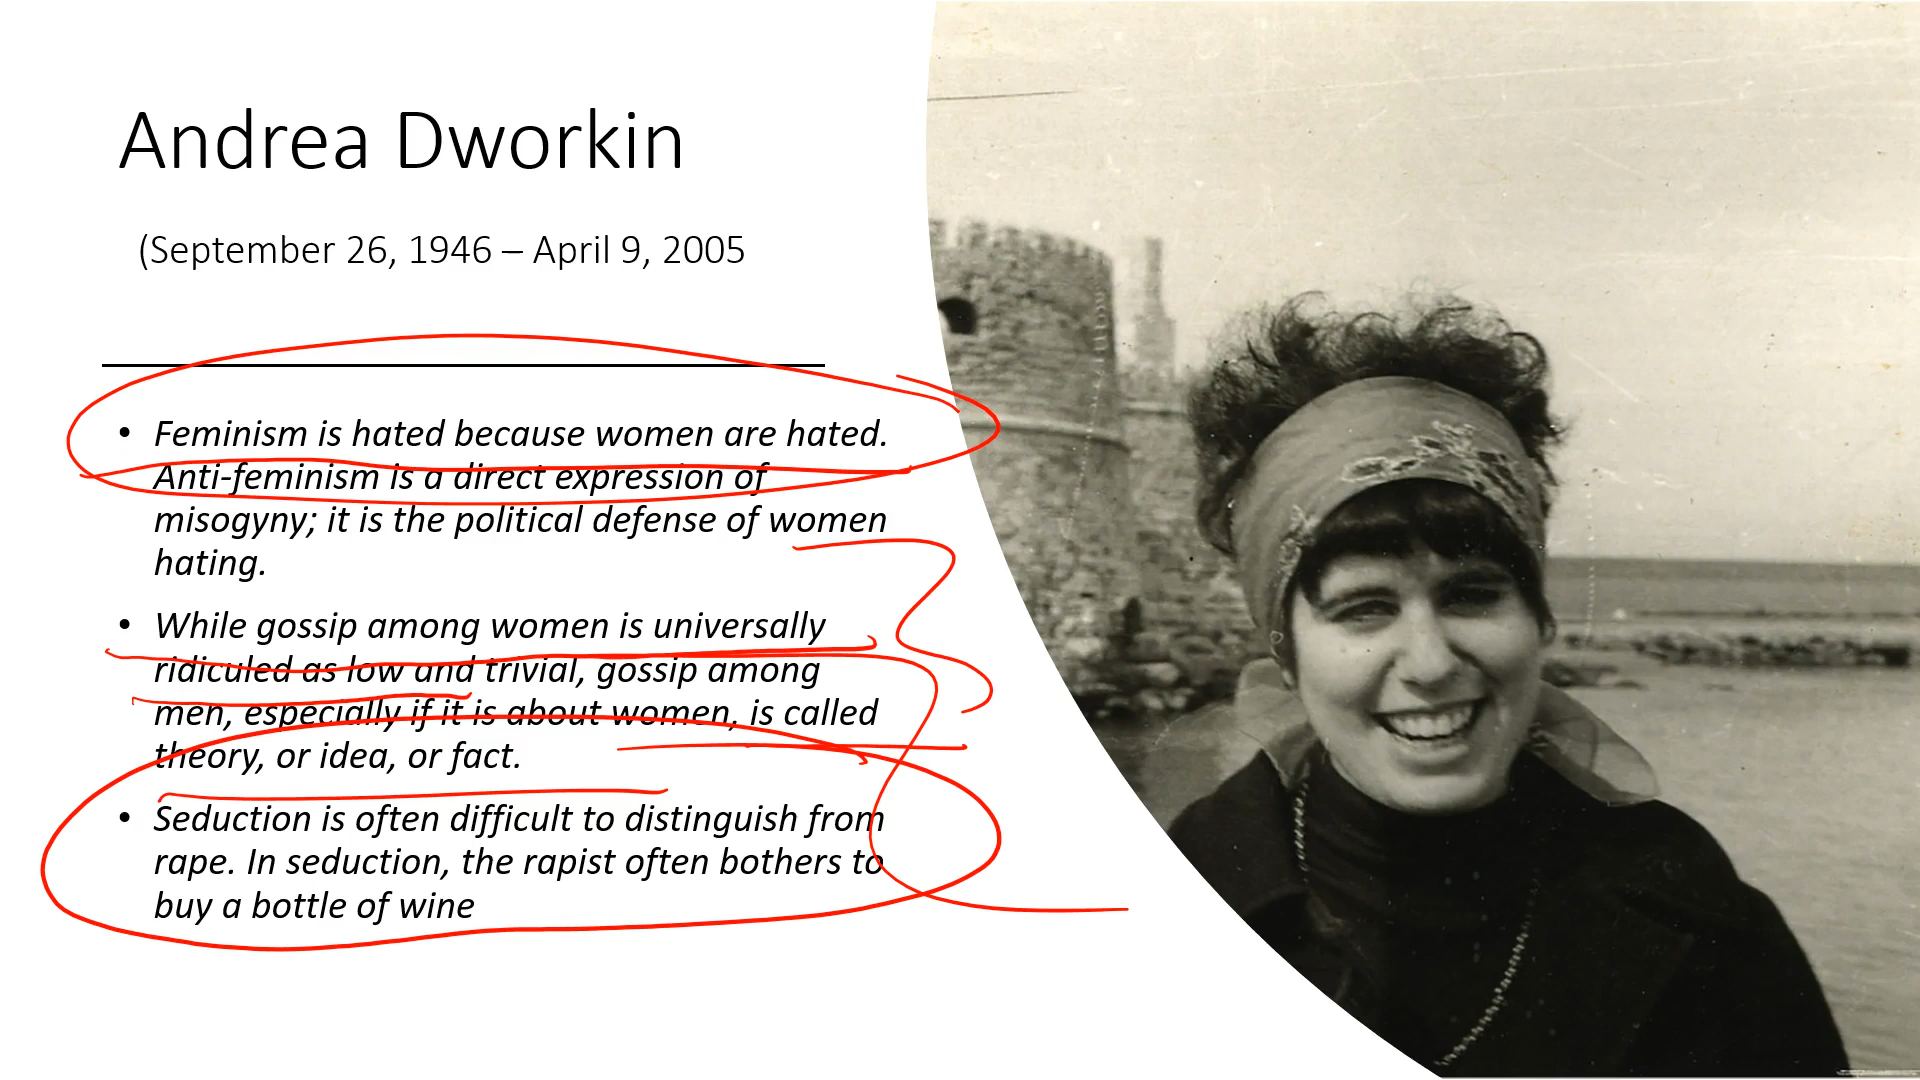 Andrea Dworkin
(September 26, 1946 – April 9, 2005
• Feminism is hated because women are hated.
Anti-feminism is a direct expression of
misogyny; it is the political defense of women
hating.
• While gossip among women is universally
ridiculed as low and trivial, gossip among
men, especially if it is about women, is called
theory, or idea, or fact.
• Seduction is often difficult to distinguish from
rape. In seduction, the rapist often bothers to
buy a bottle of wine